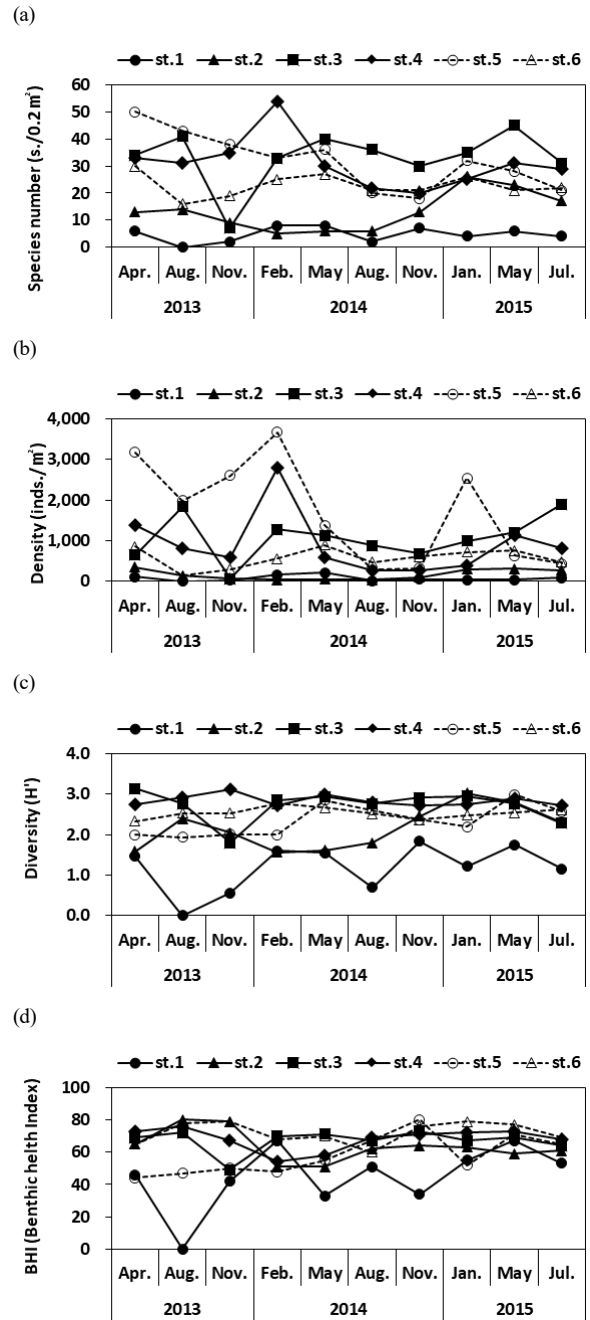 (a)
st.1 st.2 st.3 st.4 st.5 st.6
Species number (s./0.2㎡)
60
50
40
30
20
10
0
Apr. Aug. Nov. Feb. May Aug. Nov. Jan. May Jul.
2013 2014 2015
(b)
st.1 st.2 st.3 st.4 st.5 st.6
Density (inds./㎡)
4,000
3,000
2,000
1,000
0
Apr. Aug. Nov. Feb. May Aug. Nov. Jan. May Jul.
2013 2014 2015
(c)
st.1 st.2 st.3 st.4 st.5 st.6
Diversity (H')
4.0
3.0
2.0
1.0
0.0
Apr. Aug. Nov. Feb. May Aug. Nov. Jan. May Jul.
2013 2014 2015
(d)
st.1 st.2 st.3 st.4 st.5 st.6
BHI (Benthic helth Index)
100
80
60
40
20
0
Apr. Aug. Nov. Feb. May Aug. Nov. Jan. May Jul.
2013 2014 2015